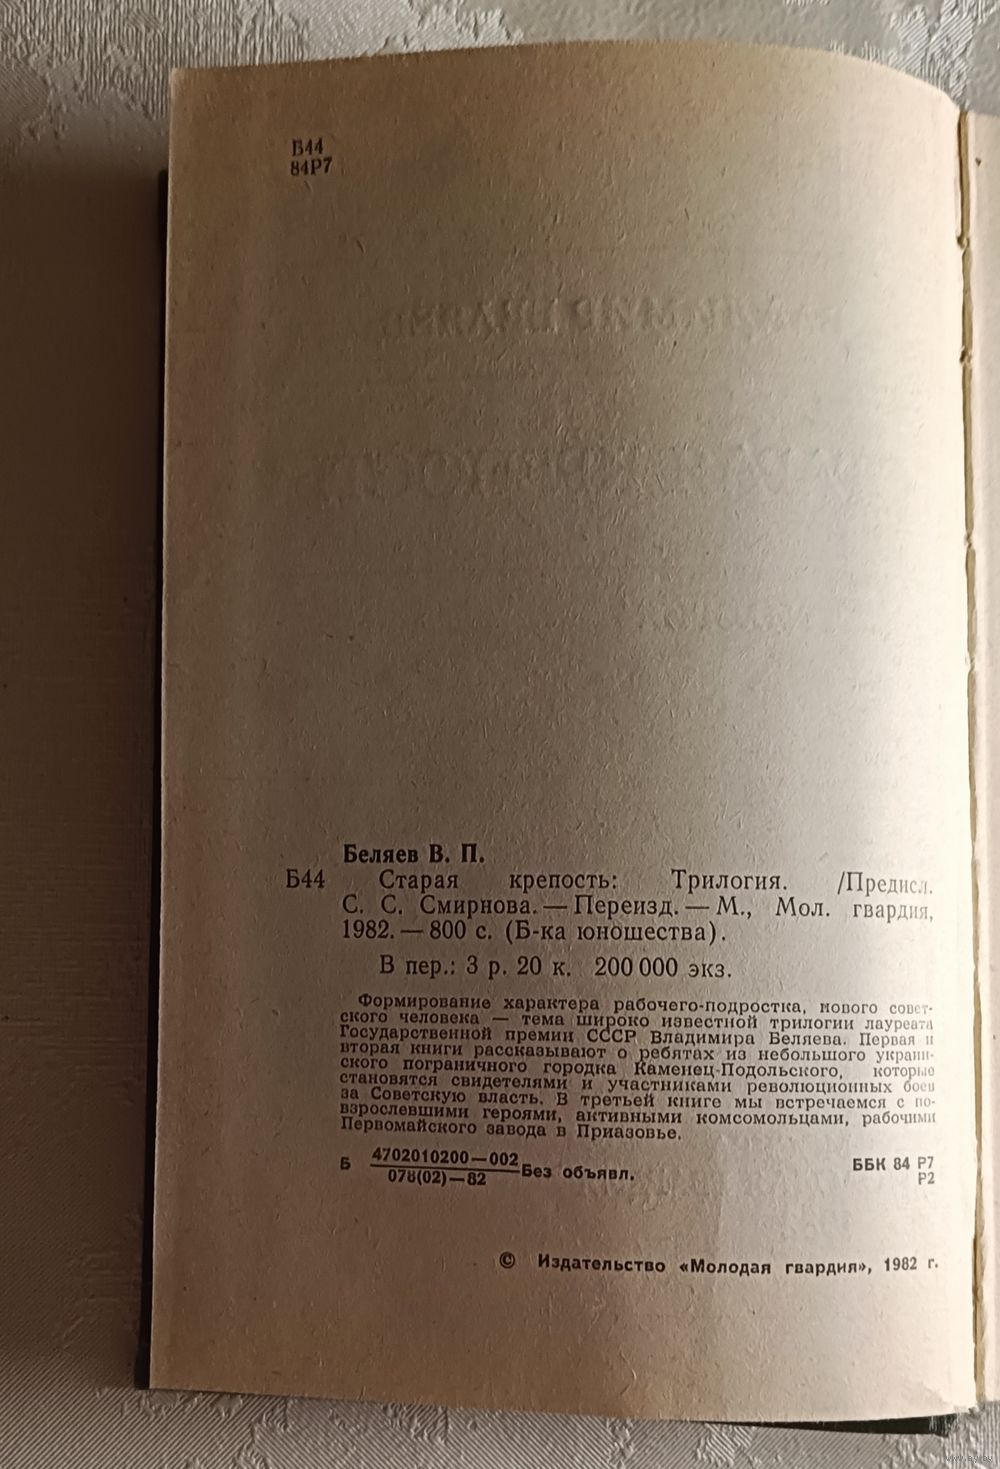 Б44
84Р7
Беляев В. П.
Б44 Старая крепость: Трилогия. /Предисл.
С. С. Смирнова. — Переизд. — М., Мол. гвардия,
1982. — 800 с. (Б-ка юношества).
В пер.: 3 р. 20 к. 200 000 экз.
Формирование характера рабочего-подростка, нового совет-
ского человека — тема широко известной трилогии лауреата
Государственной премии СССР Владимира Беляева. Первая и
вторая книги рассказывают о ребятах из небольшого украин-
ского пограничного городка Каменец-Подольского, которые
становятся свидетелями и участниками революционных боев
за Советскую власть. В третьей книге мы встречаемся с по-
взрослевшими героями, активными комсомольцами, рабочими
Первомайского завода в Приазовье.
Б 4702010200—002
078(02)—82 Без объявл.
ББК 84 Р7
Р2
© Издательство «Молодая гвардия», 1982 г.